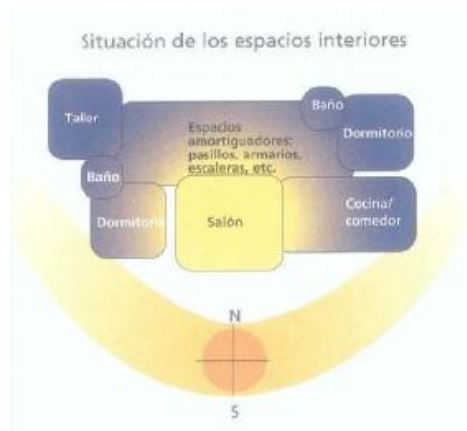 Situación de los espacios interiores
Taller
Baño
Dormitorio
Espacios
amortiguadores:
pasillos, armarios,
escaleras, etc.
Baño
Dormitorio
Salón
Cocina/
comedor
N
S